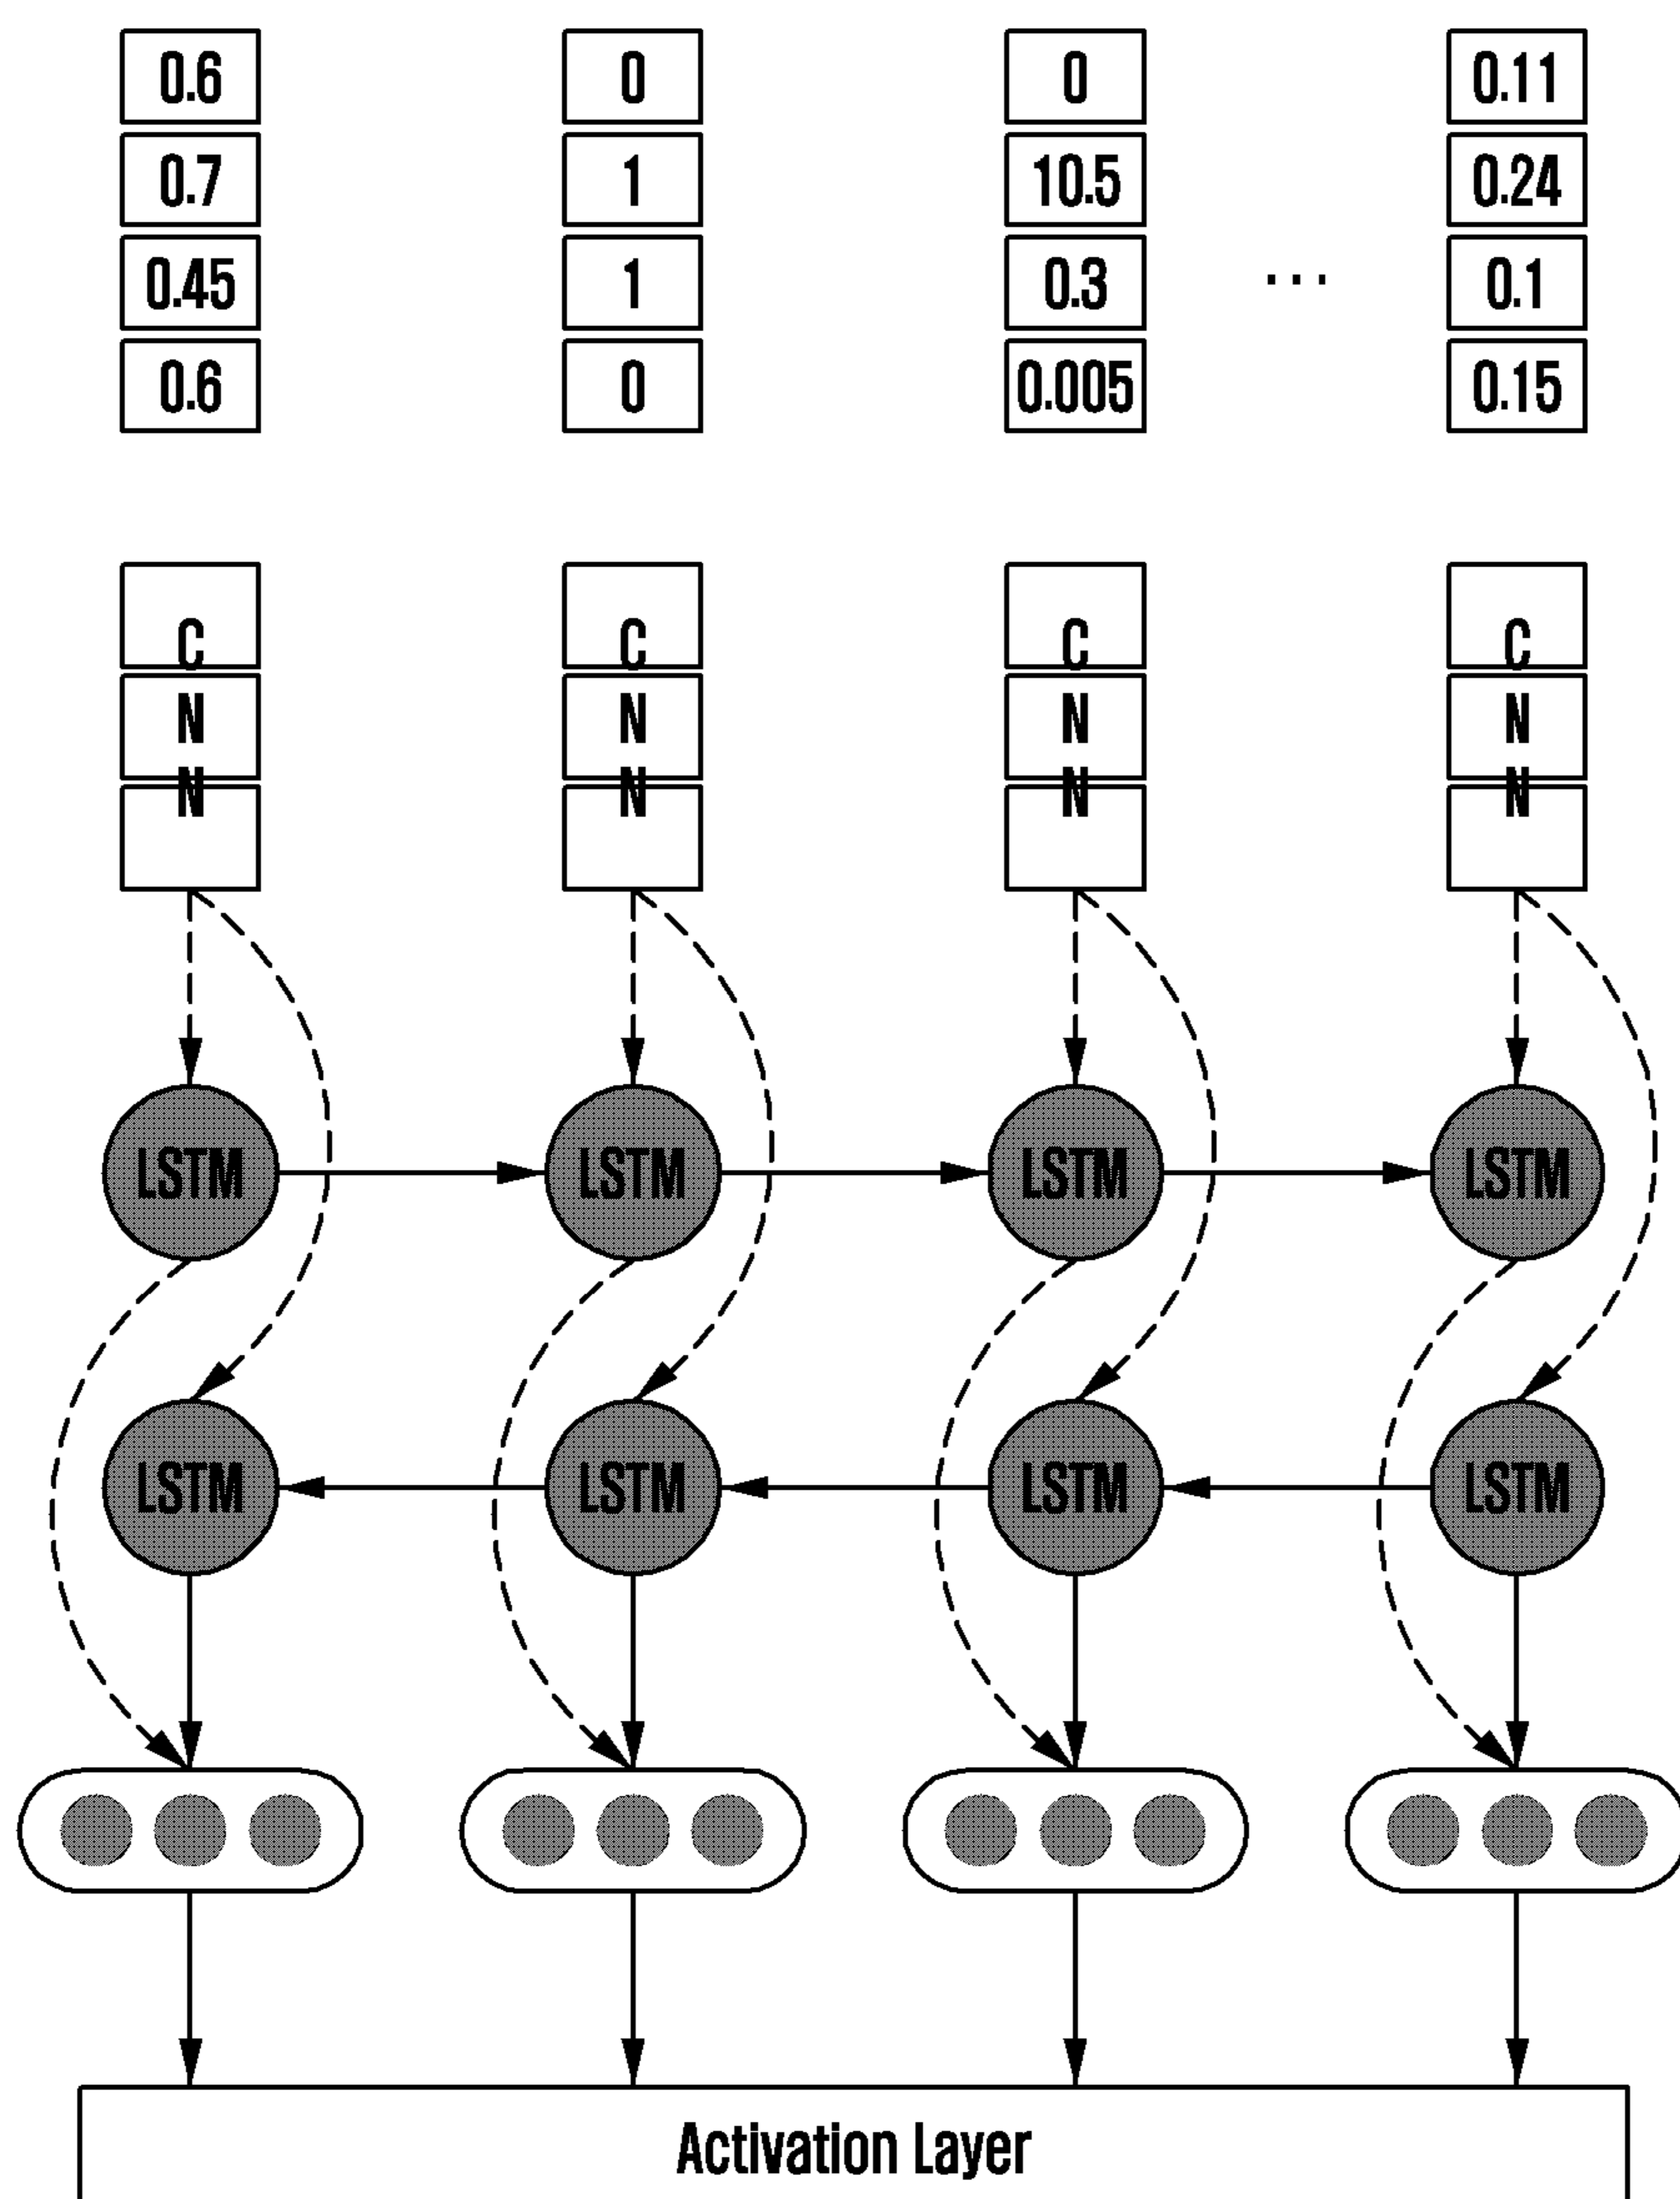 0.6 0 0 0.11
0.7 1 10.5 0.24
0.45 1 0.3 ... 0.1
0.6 0 0.005 0.15
C C C C
N N N N
N N N N
LSTM LSTM LSTM LSTM
LSTM LSTM LSTM LSTM
Activation Layer